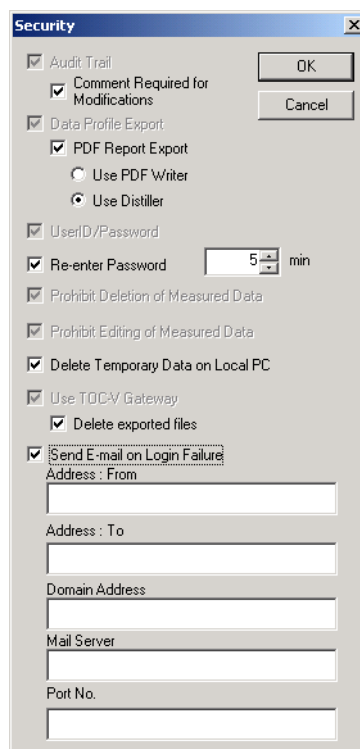 Security
Audit Trail
OK
Comment Required for
Modifications
Cancel
Data Profile Export
PDF Report Export
Use PDF Writer
Use Distiller
UserID/Password
Re-enter Password 5 min
Prohibit Deletion of Measured Data
Prohibit Editing of Measured Data
Delete Temporary Data on Local PC
Use TOC-V Gateway
Delete exported files
Send E-mail on Login Failure
Address : From
Address : To
Domain Address
Mail Server
Port No.